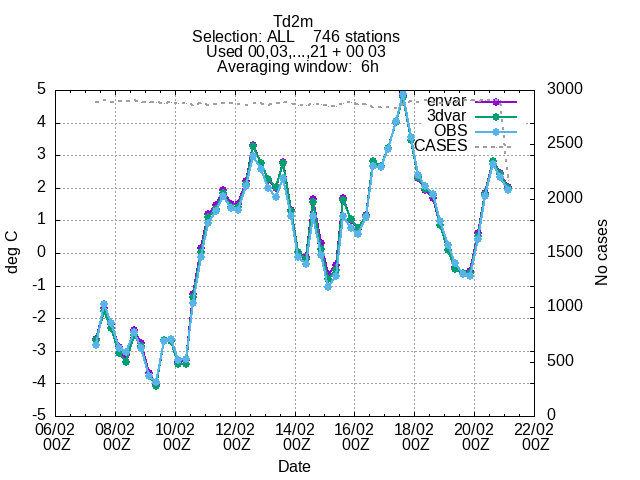 Td2m
Selection: ALL    746 stations
Used 00,03,...,21 + 00 03
Averaging window:  6h
5
4
3
2
1
0
-1
-2
-3
-4
-5
deg C
3000
2500
2000
1500
1000
500
0
No cases
envar
3dvar
OBS
CASES
06/02 08/02 10/02 12/02 14/02 16/02 18/02 20/02 22/02
00Z 00Z 00Z 00Z 00Z 00Z 00Z 00Z 00Z
Date